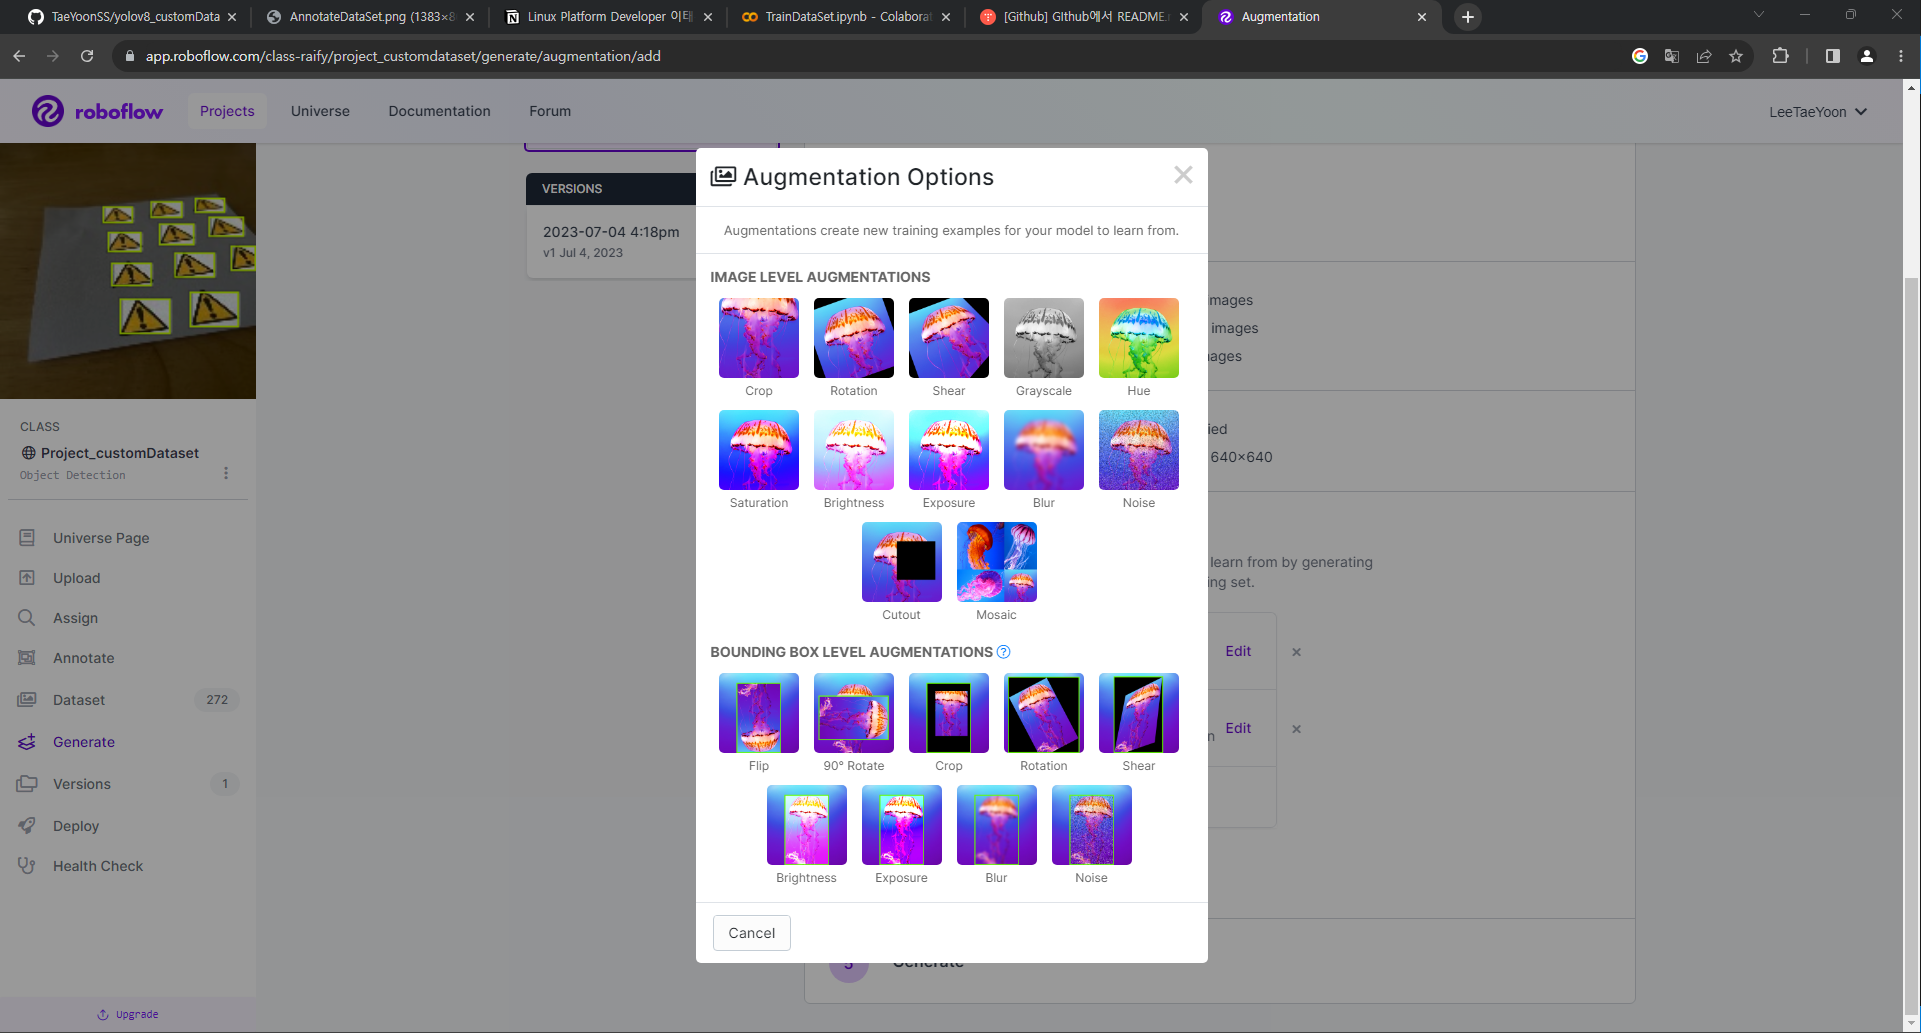 TaeYoonSS/yolov8_customData
AnnotateDataSet.png (1383×8
Linux Platform Developer 이태
TrainDataSet.ipynb - Colaborat
[Github] GIthub에서 README.
Augmentation
app.roboflow.com/class-raify/project_customdataset/generate/augmentation/add
roboflow
Projects
Universe
Documentation
Forum
LeeTaeYoon
VERSIONS
2023-07-04 4:18pm
v1 Jul 4, 2023
CLASS
Project_customDataset
Object Detection
Universe Page
Upload
Assign
Annotate
Dataset 272
Generate
Versions 1
Deploy
Health Check
Upgrade
Augmentation Options
Augmentations create new training examples for your model to learn from.
IMAGE LEVEL AUGMENTATIONS
Crop Rotation Shear Grayscale Hue
Saturation Brightness Exposure Blur Noise
Cutout Mosaic
BOUNDING BOX LEVEL AUGMENTATIONS ?
Flip 90° Rotate Crop Rotation Shear
Brightness Exposure Blur Noise
Cancel
images
640×640
learn from by generating
ing set.
Edit ×
Edit ×
5 Generate